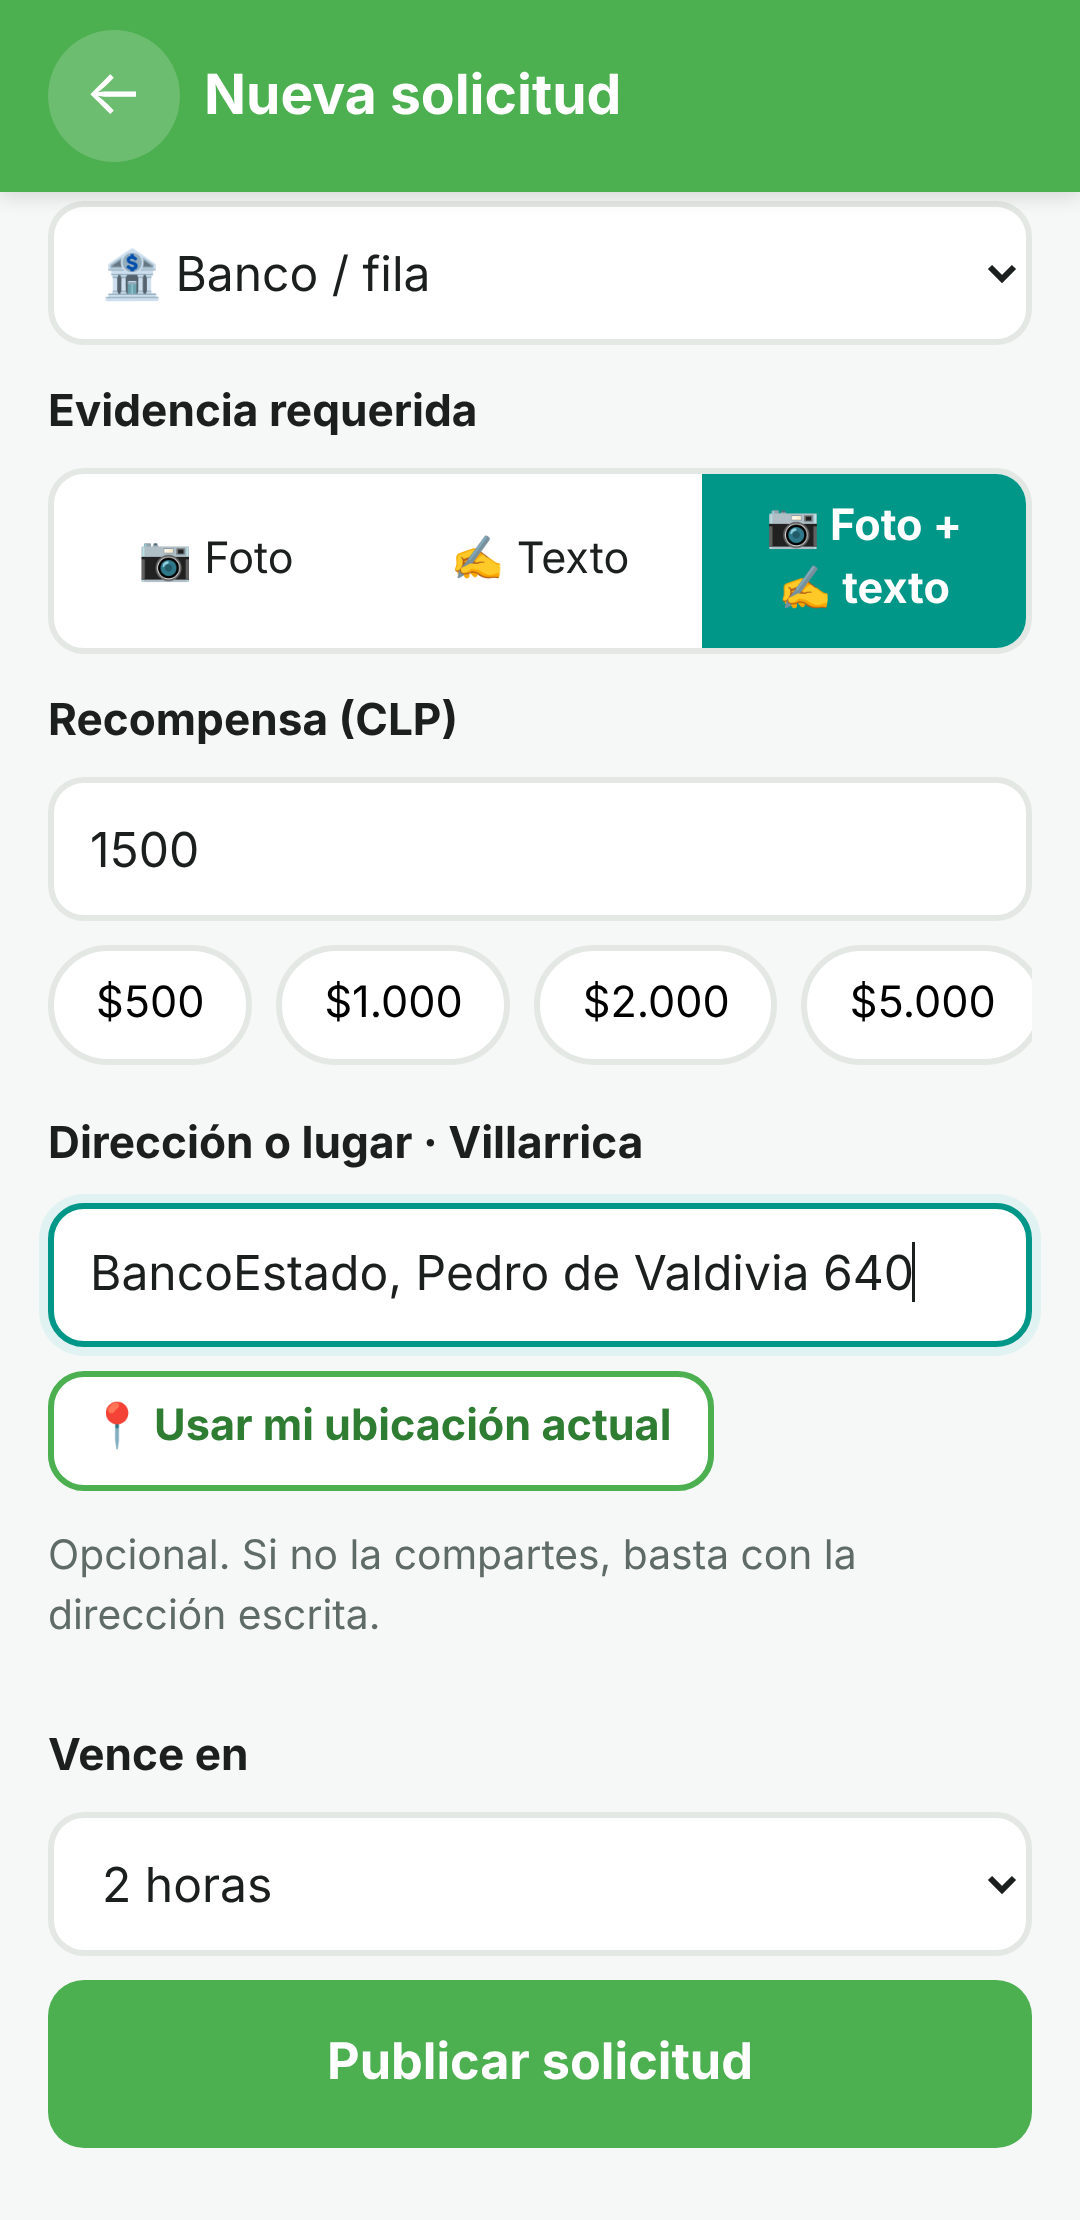 Nueva solicitud
Banco / fila
Evidencia requerida
Foto
Texto
Foto +
texto
Recompensa (CLP)
1500
$500
$1.000
$2.000
$5.000
Dirección o lugar · Villarrica
BancoEstado, Pedro de Valdivia 640
Usar mi ubicación actual
Opcional. Si no la compartes, basta con la
dirección escrita.
Vence en
2 horas
Publicar solicitud